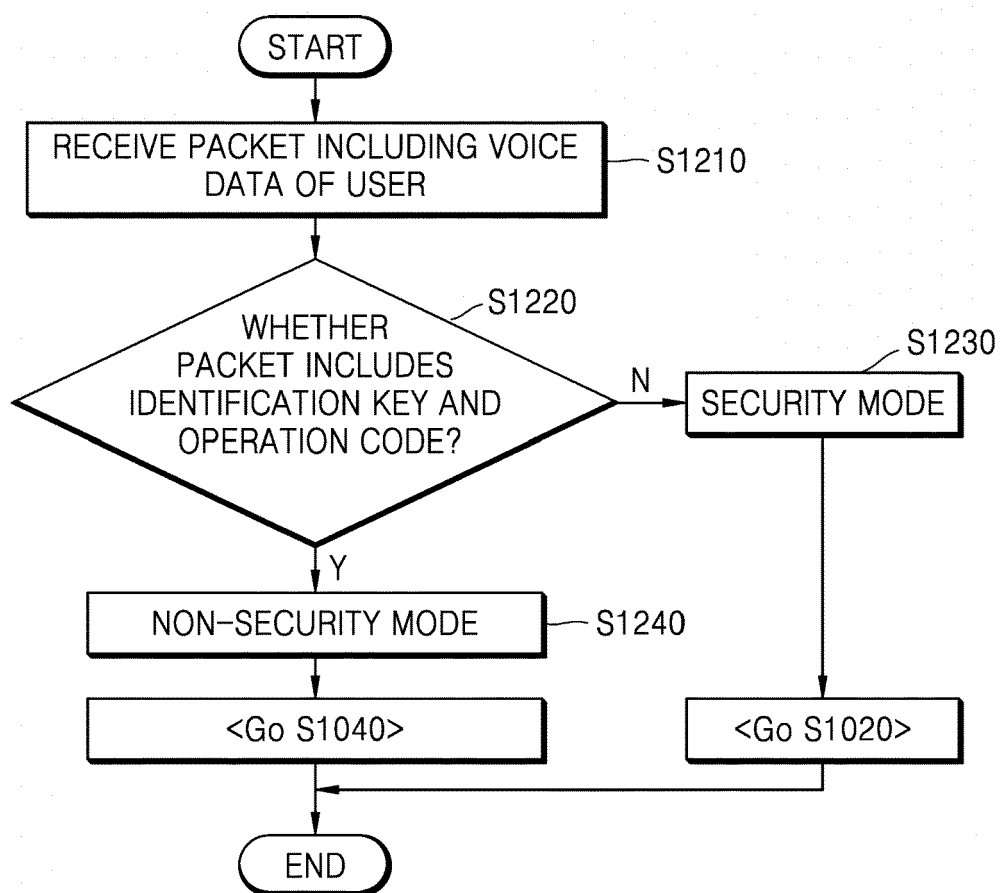 START
RECEIVE PACKET INCLUDING VOICE
DATA OF USER
S1210
S1220
WHETHER
PACKET INCLUDES
IDENTIFICATION KEY AND
OPERATION CODE?
N
S1230
SECURITY MODE
Y
NON-SECURITY MODE
S1240
<Go S1040>
<Go S1020>
END